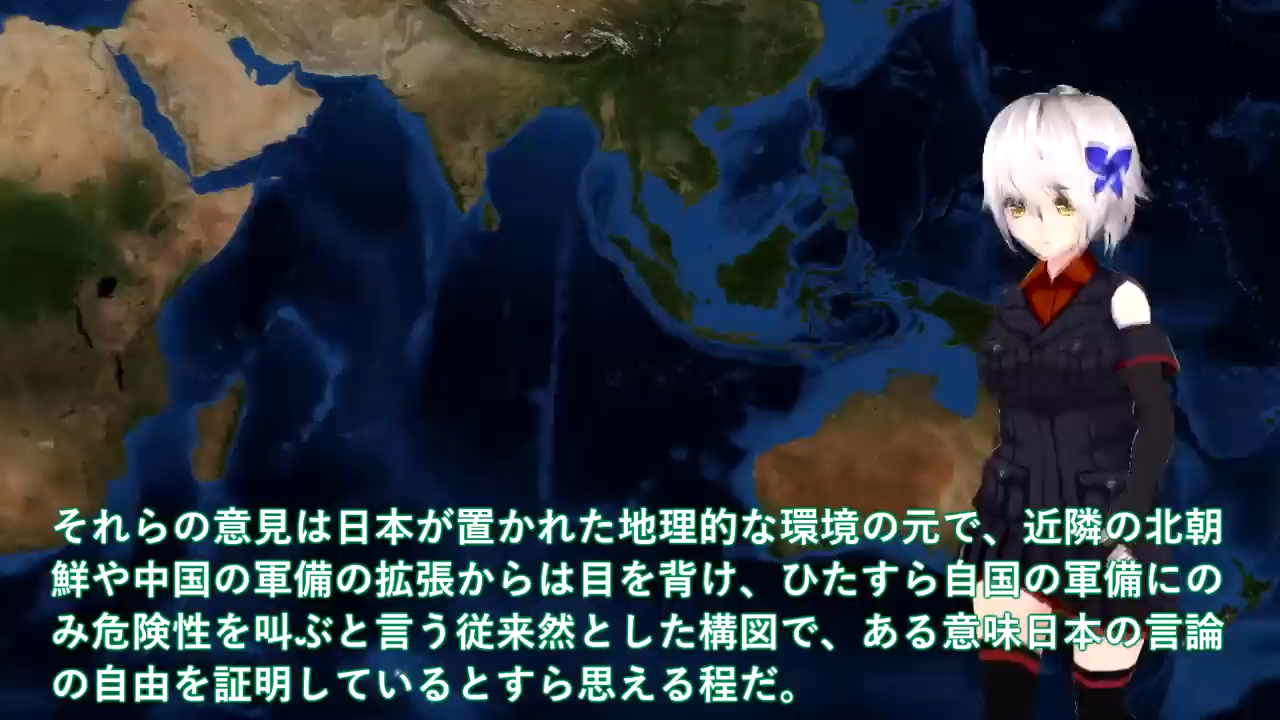 それらの意見は日本が置かれた地理的な環境の元で、近隣の北朝
鮮や中国の軍備の拡張からは目を背け、ひたすら自国の軍備にの
み危険性を叫ぶと言う従来然とした構図で、ある意味日本の言論
の自由を証明しているとすら思える程だ。